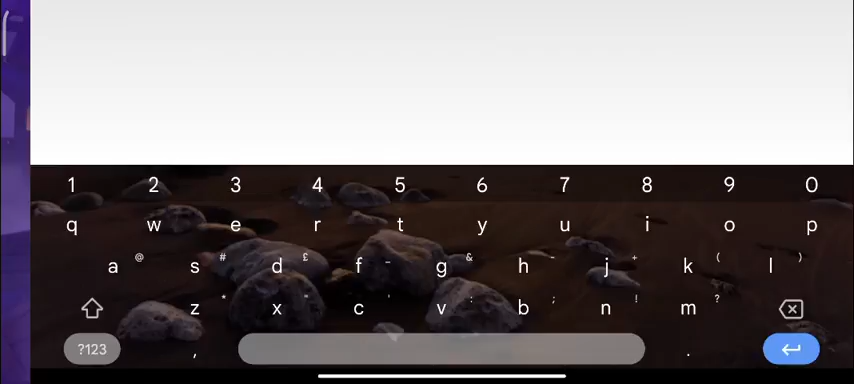 1 2 3 4 5 6 7 8 9 0
q w e r t y u i o p
@ # £ _ & - + ( )
a s d f g h j k l
* " ' : ; ! ?
z x c v b n m
?123 , .